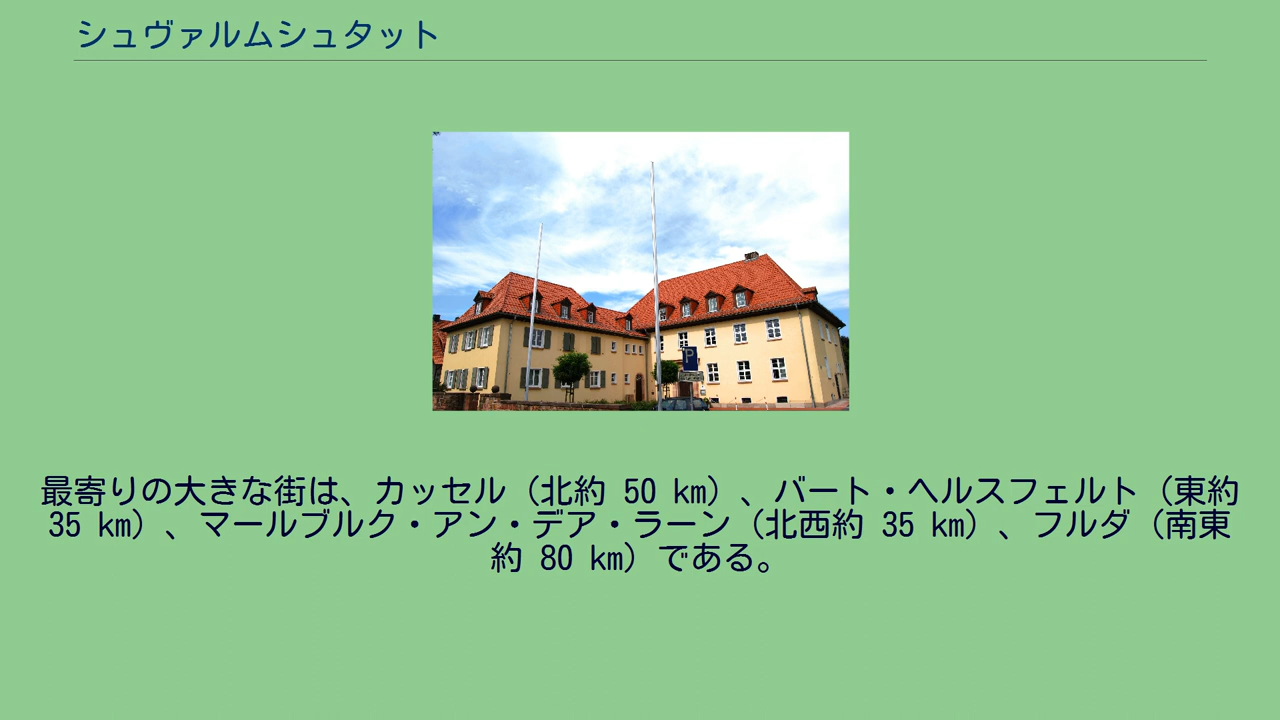 シュヴァルムシュタット
P
最寄りの大きな街は、カッセル（北約 50 km）、バート・ヘルスフェルト（東約
35 km）、マールブルク・アン・デア・ラーン（北西約 35 km）、フルダ（南東
約 80 km）である。